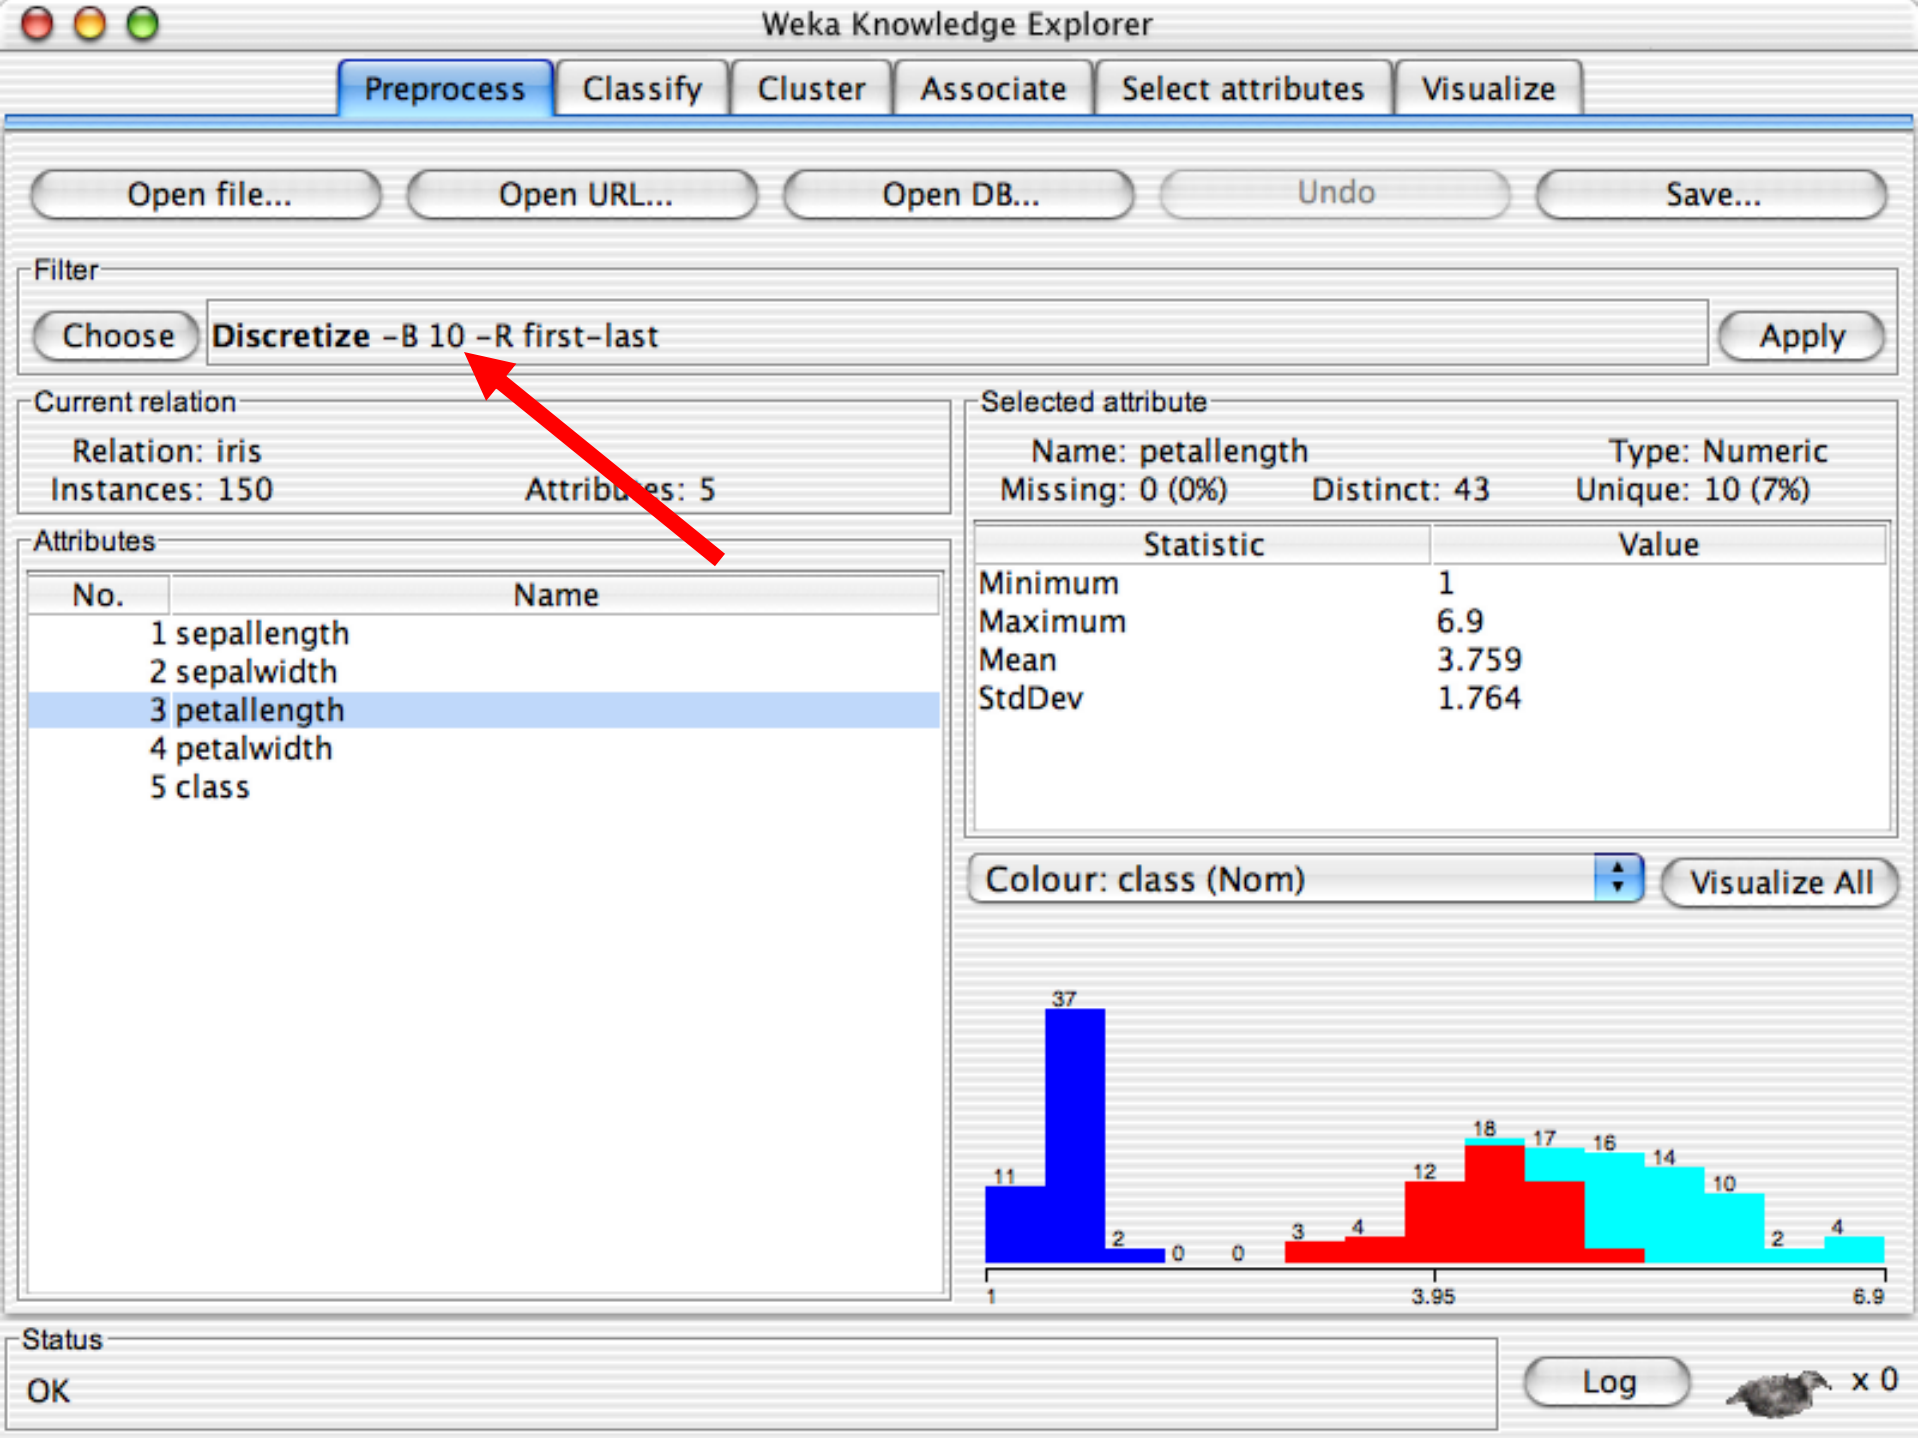 Weka Knowledge Explorer
Preprocess Classify Cluster Associate Select attributes Visualize
Open file... Open URL... Open DB... Undo Save...
Filter
Choose Discretize -B 10 -R first-last Apply
Current relation
Relation: iris
Instances: 150 Attributes: 5
Attributes
No. Name
1 sepallength
2 sepalwidth
3 petallength
4 petalwidth
5 class
Selected attribute
Name: petallength Type: Numeric
Missing: 0 (0%) Distinct: 43 Unique: 10 (7%)
Statistic Value
Minimum 1
Maximum 6.9
Mean 3.759
StdDev 1.764
Colour: class (Nom) Visualize All
37
18 17 16 14
11 12 10
2 0 0 3 4 2 4
1 3.95 6.9
Status
OK
Log x 0